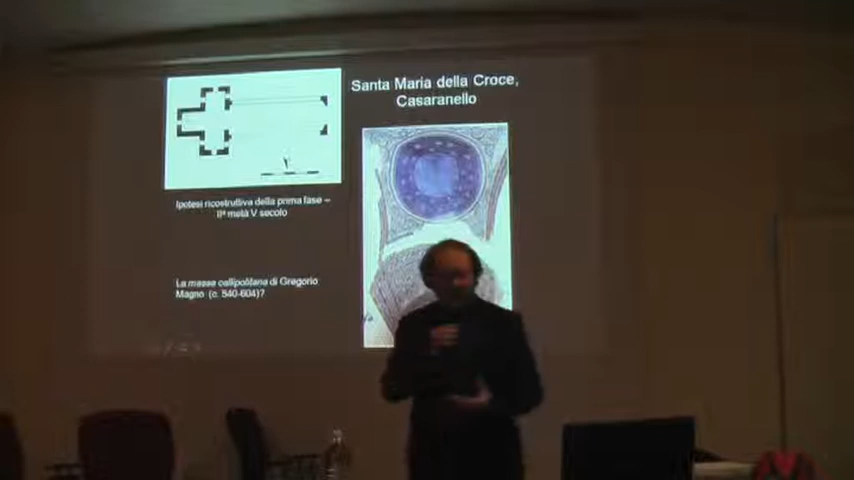 Santa Maria della Croce,
Casaranello
Ipotesi ricostruttiva della prima fase –
IIª metà V secolo
La massa callipolitana di Gregorio
Magno (c. 540-604)?